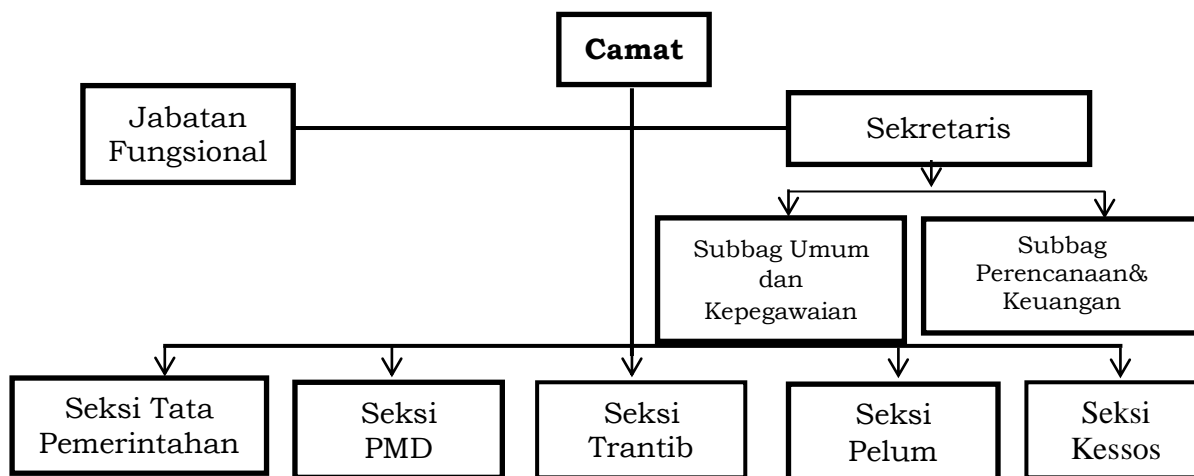 Camat
Jabatan
Fungsional
Sekretaris
Subbag Umum
dan
Kepegawaian
Subbag
Perencanaan&
Keuangan
Seksi Tata
Pemerintahan
Seksi
PMD
Seksi
Trantib
Seksi
Pelum
Seksi
Kessos